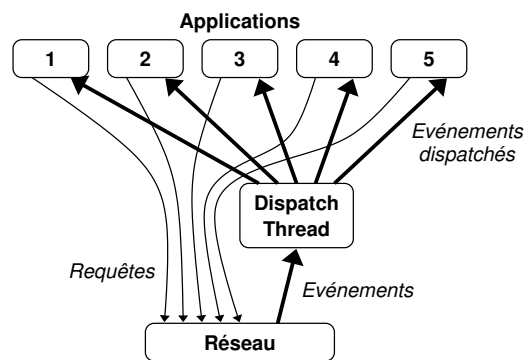 Applications
1 2 3 4 5
Evénements
dispatchés
Dispatch
Thread
Requêtes
Evénements
Réseau